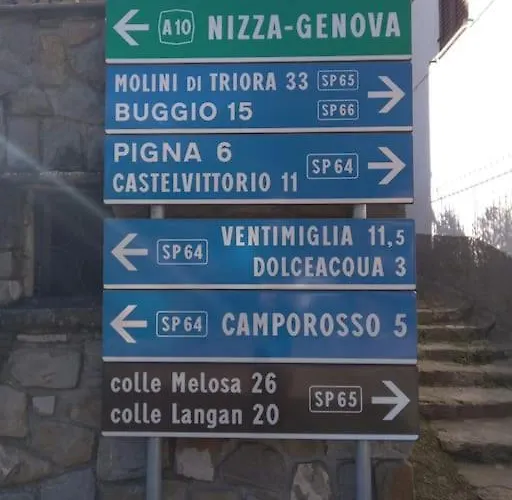 A10 NIZZA-GENOVA
MOLINI DI TRIORA 33 SP65
BUGGIO 15 SP66
PIGNA 6
CASTELVITTORIO 11 SP64
VENTIMIGLIA 11,5
SP64 DOLCEACQUA 3
SP64 CAMPOROSSO 5
colle Melosa 26
colle Langan 20 SP65